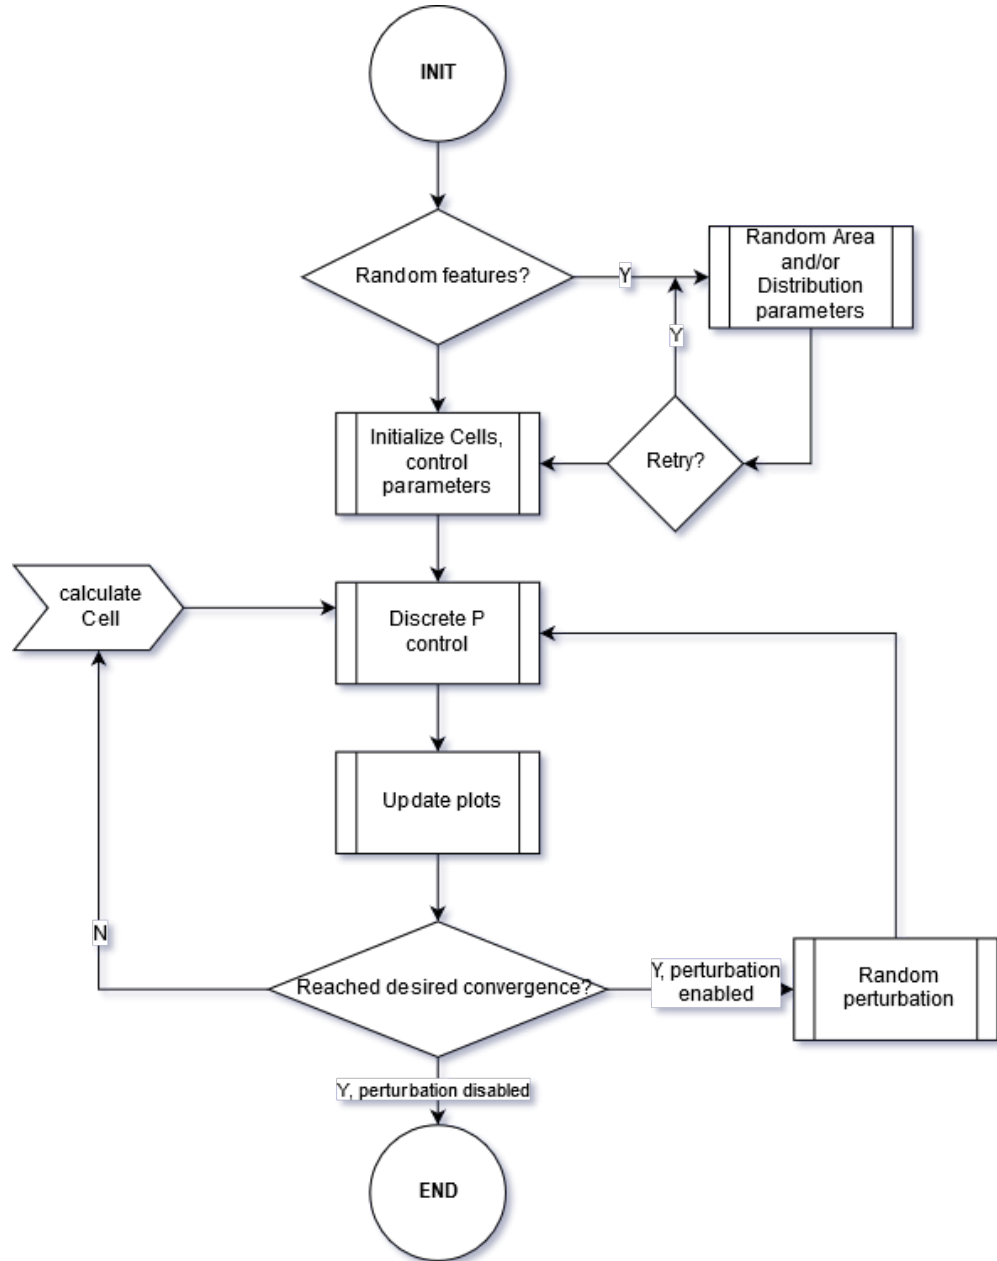 INIT
Random features?
Y
Random Area
and/or
Distribution
parameters
Y
Initialize Cells,
control
parameters
Retry?
calculate
Cell
Discrete P
control
Update plots
N
Reached desired convergence?
Y, perturbation
enabled
Random
perturbation
Y, perturbation disabled
END